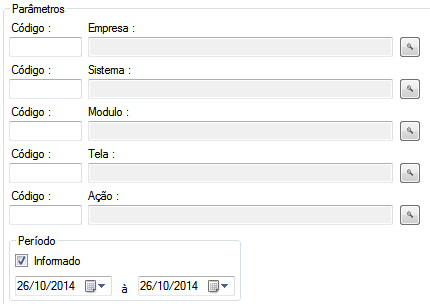 Parâmetros
Código : Empresa :
Código : Sistema :
Código : Modulo :
Código : Tela :
Código : Ação :
Período
Informado
26/10/2014 à 26/10/2014